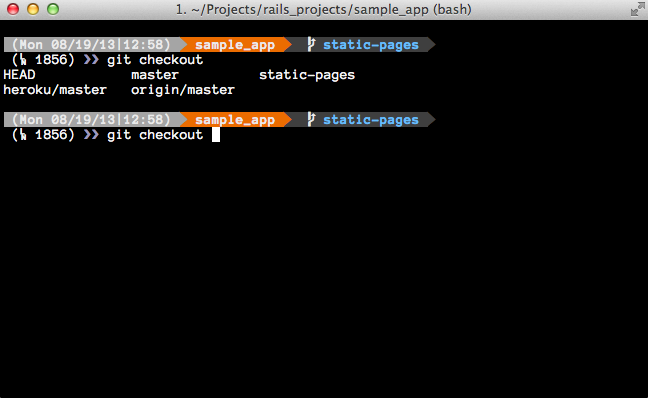 1. ~/Projects/rails_projects/sample_app (bash)
(Mon 08/19/13|12:58) sample_app static-pages
(ϟ 1856) ❯❯ git checkout
HEAD master static-pages
heroku/master origin/master
(Mon 08/19/13|12:58) sample_app static-pages
(ϟ 1856) ❯❯ git checkout